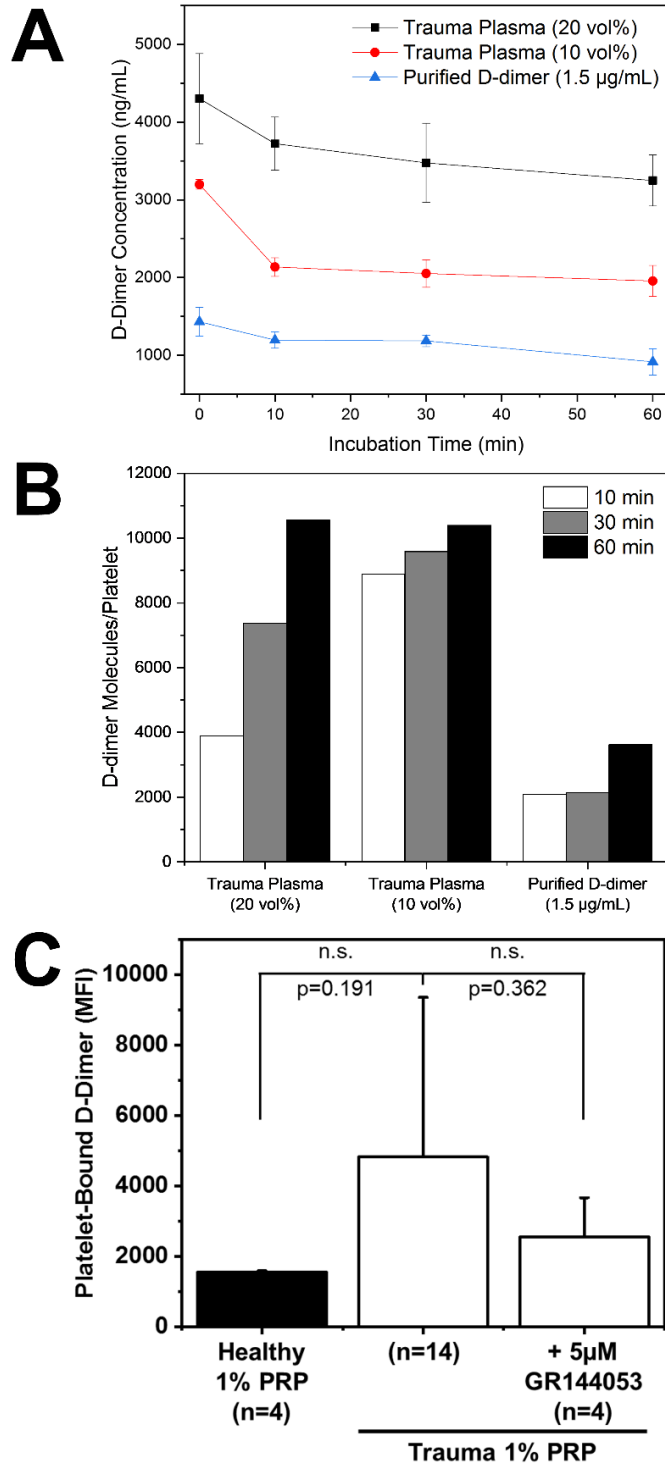 A
Trauma Plasma (20 vol%)
Trauma Plasma (10 vol%)
Purified D-dimer (1.5 µg/mL)
D-Dimer Concentration (ng/mL)
5000
4000
3000
2000
1000
0 10 20 30 40 50 60
Incubation Time (min)
B
D-dimer Molecules/Platelet
12000
10000
8000
6000
4000
2000
0
10 min
30 min
60 min
Trauma Plasma
(20 vol%)
Trauma Plasma
(10 vol%)
Purified D-dimer
(1.5 µg/mL)
C
Platelet-Bound D-Dimer (MFI)
10000
8000
6000
4000
2000
0
n.s. n.s.
p=0.191 p=0.362
Healthy
1% PRP
(n=4)
(n=14)
+ 5µM
GR144053
(n=4)
Trauma 1% PRP